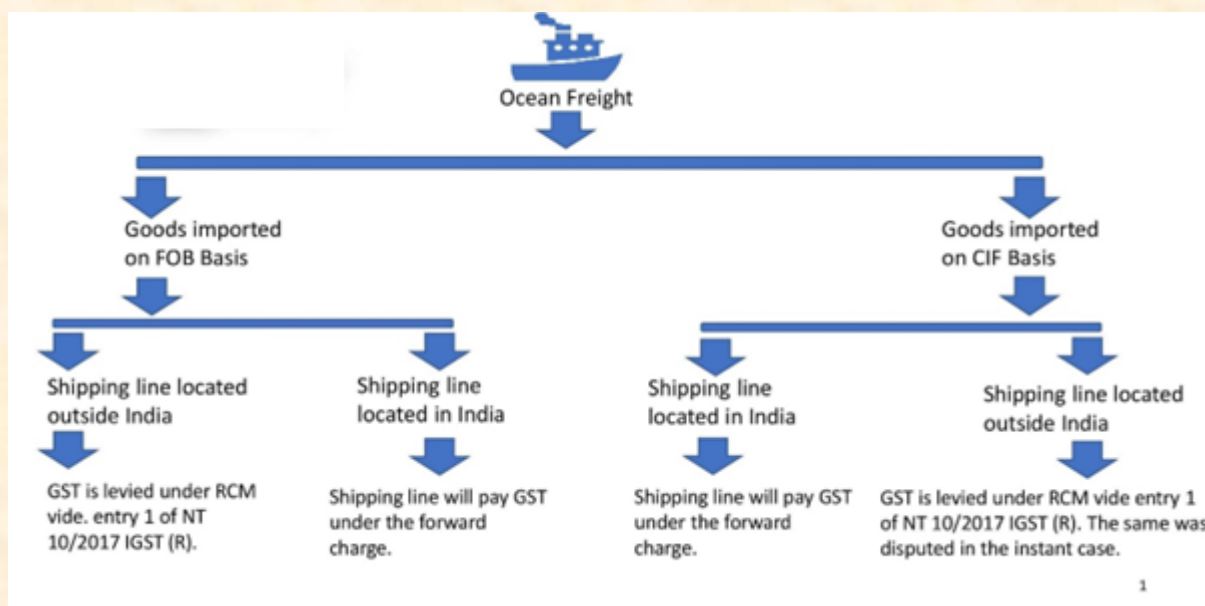 Ocean Freight
Goods imported
on FOB Basis
Goods imported
on CIF Basis
Shipping line located
outside India
Shipping line
located in India
Shipping line
located in India
Shipping line located
outside India
GST is levied under RCM
vide. entry 1 of NT
10/2017 IGST (R).
Shipping line will pay GST
under the forward
charge.
Shipping line will pay GST
under the forward
charge.
GST is levied under RCM vide entry 1
of NT 10/2017 IGST (R). The same was
disputed in the instant case.
1